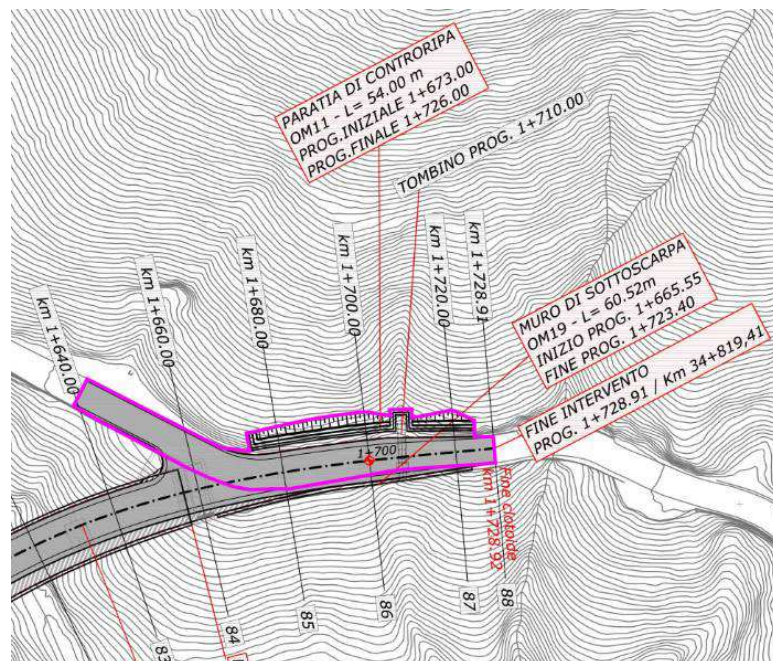 PARATIA DI CONTRORIPA
OM11 - L= 54.00 m
PROG.INIZIALE 1+673.00
PROG.FINALE 1+726.00
TOMBINO PROG. 1+710.00
km 1+640.00
km 1+660.00
km 1+680.00
km 1+700.00
km 1+720.00
km 1+728.91
MURO DI SOTTOSCARPA
OM19 - L= 60.52m
INIZIO PROG. 1+665.55
FINE PROG. 1+723.40
FINE INTERVENTO
PROG. 1+728.91 / Km 34+819,41
1+700
Fine clotoide
km 1+728.92
83
84
85
86
87
88